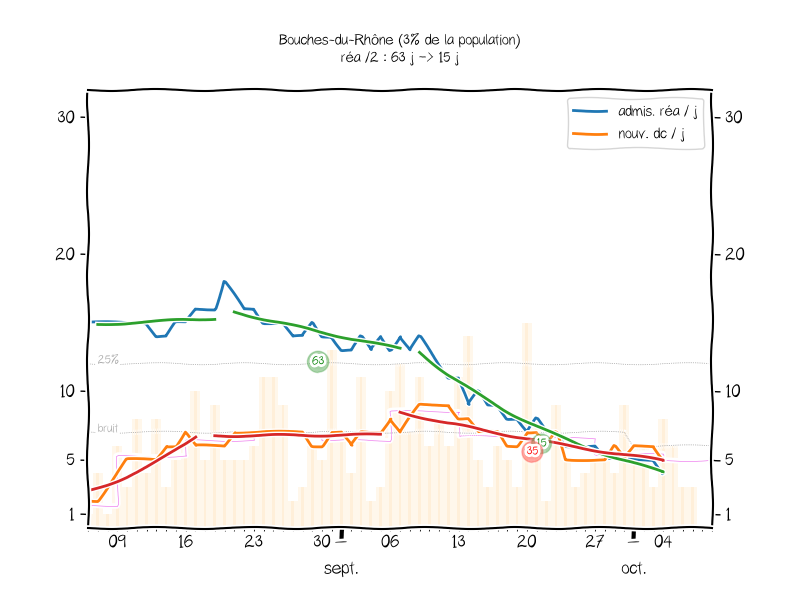 Bouches-du-Rhône (3% de la population)
réa /2 : 63 j -> 15 j
admis. réa / j
nouv. dc / j
30
30
20
20
10
10
5
5
1
1
25%
bruit
63
15
35
09 16 23 30 06 13 20 27 04
sept. oct.